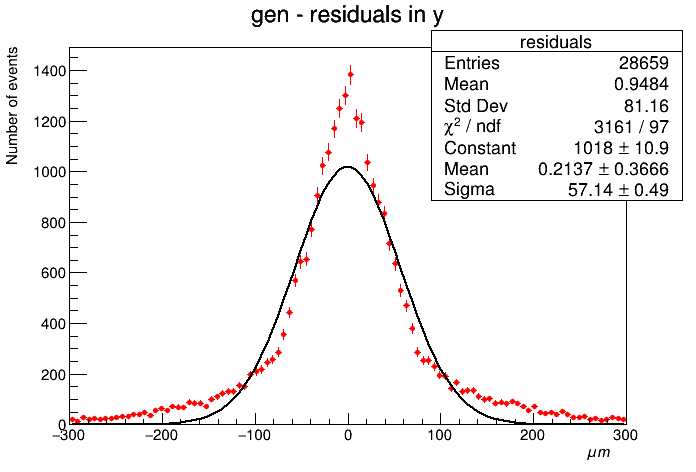 gen - residuals in y
residuals
Entries 28659
Mean 0.9484
Std Dev 81.16
χ² / ndf 3161 / 97
Constant 1018 ± 10.9
Mean 0.2137 ± 0.3666
Sigma 57.14 ± 0.49
Number of events
1400
1200
1000
800
600
400
200
0
−300 −200 −100 0 100 200 300
μm